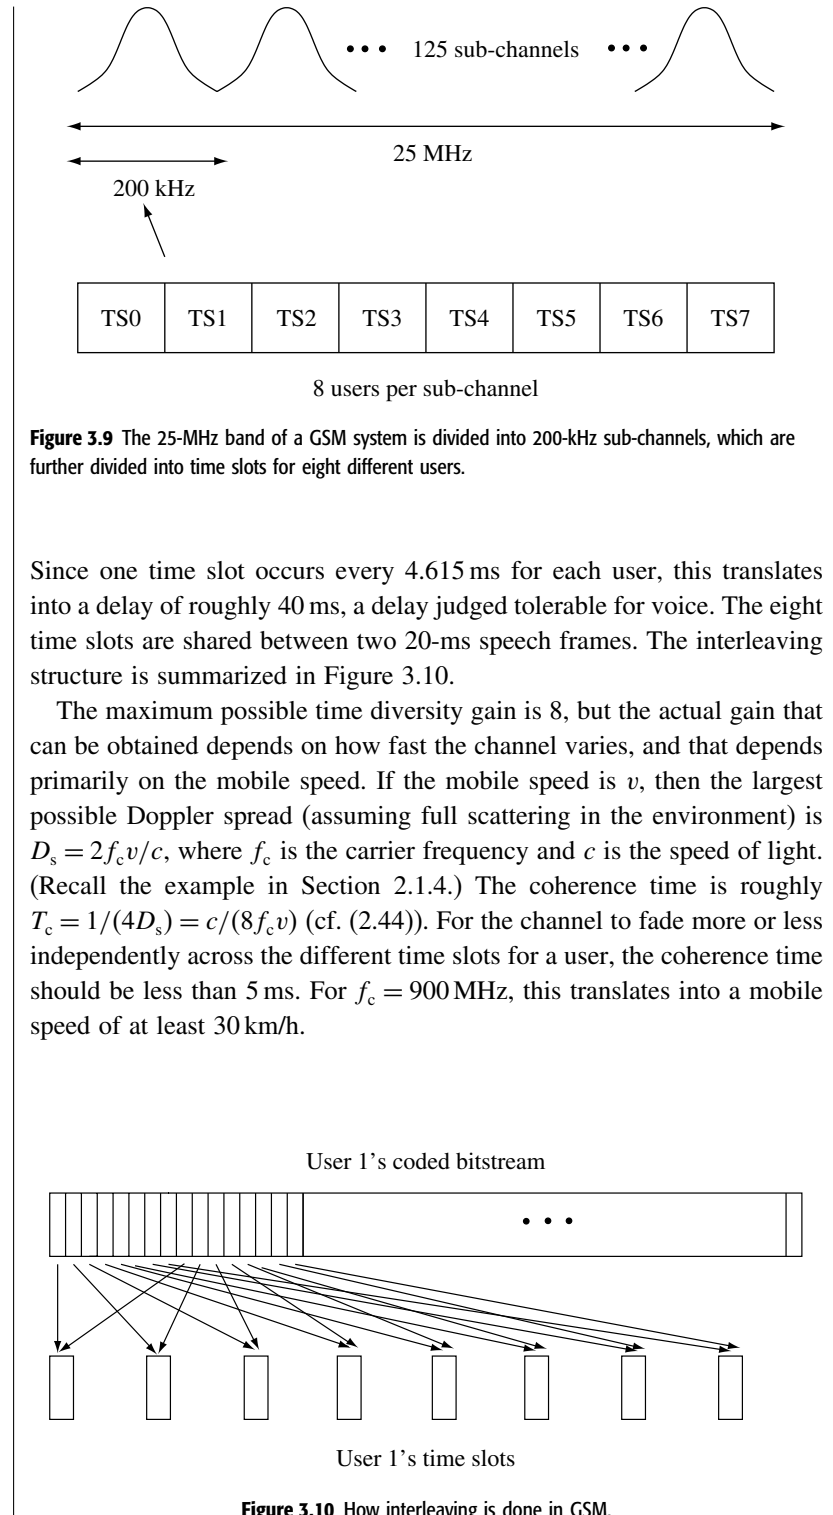 ••• 125 sub-channels •••
25 MHz
200 kHz
TS0 TS1 TS2 TS3 TS4 TS5 TS6 TS7
8 users per sub-channel
Figure 3.9 The 25-MHz band of a GSM system is divided into 200-kHz sub-channels, which are
further divided into time slots for eight different users.
Since one time slot occurs every 4.615 ms for each user, this translates
into a delay of roughly 40 ms, a delay judged tolerable for voice. The eight
time slots are shared between two 20-ms speech frames. The interleaving
structure is summarized in Figure 3.10.
The maximum possible time diversity gain is 8, but the actual gain that
can be obtained depends on how fast the channel varies, and that depends
primarily on the mobile speed. If the mobile speed is v, then the largest
possible Doppler spread (assuming full scattering in the environment) is
D_s = 2f_c v/c, where f_c is the carrier frequency and c is the speed of light.
(Recall the example in Section 2.1.4.) The coherence time is roughly
T_c = 1/(4D_s) = c/(8f_c v) (cf. (2.44)). For the channel to fade more or less
independently across the different time slots for a user, the coherence time
should be less than 5 ms. For f_c = 900 MHz, this translates into a mobile
speed of at least 30 km/h.
User 1's coded bitstream
•••
User 1's time slots
Figure 3.10 How interleaving is done in GSM.